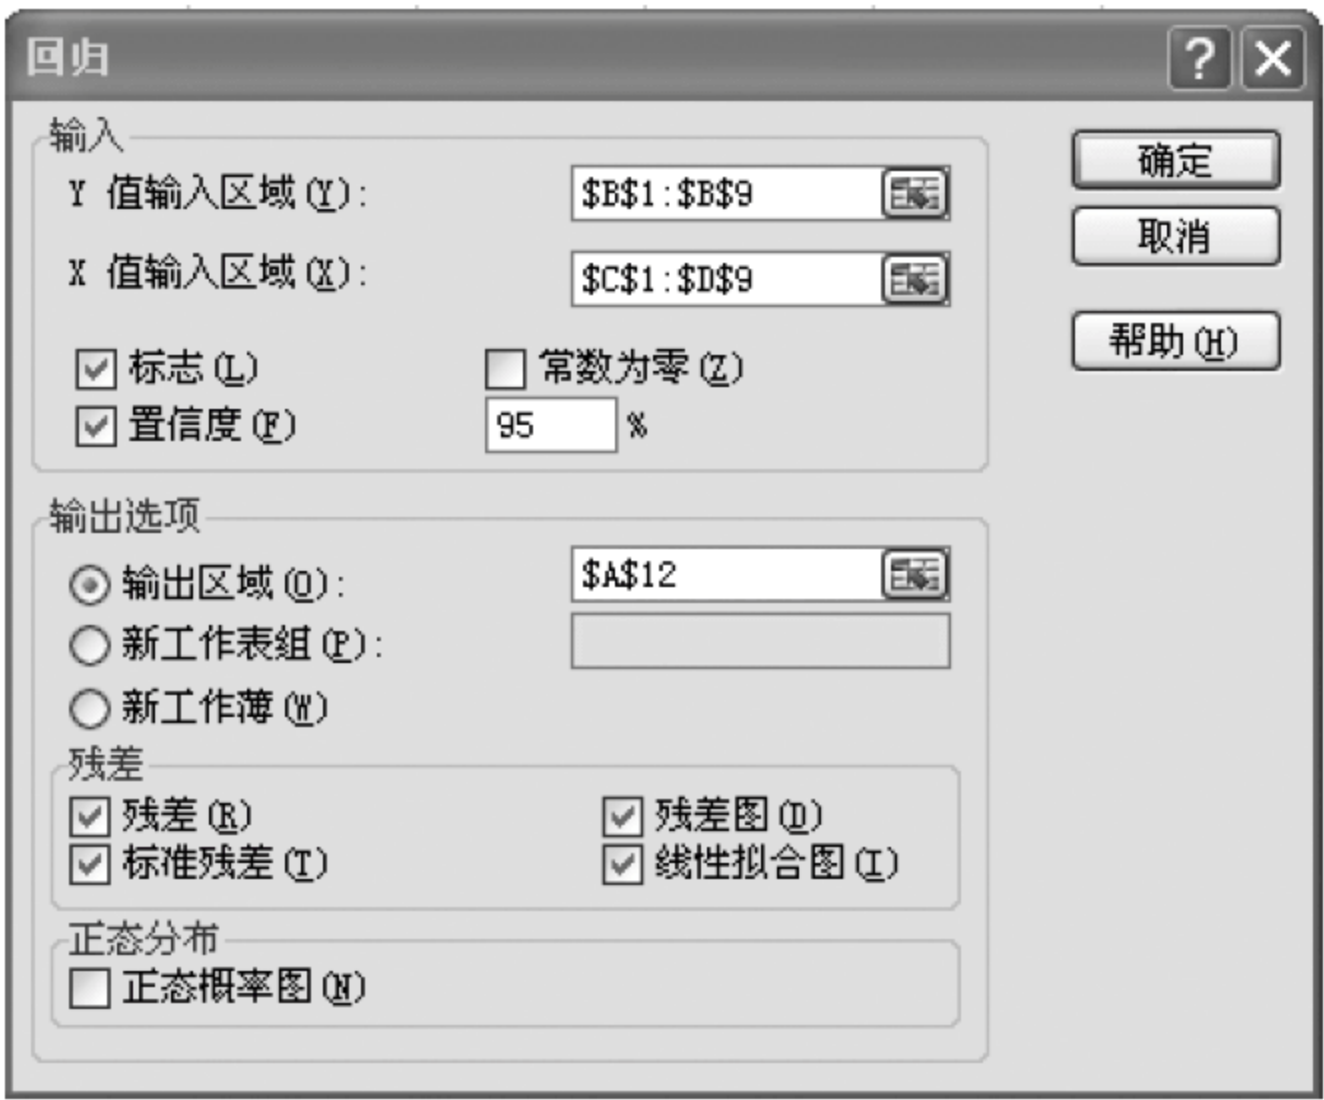 回归
输入
Y 值输入区域(Y): $B$1:$B$9
X 值输入区域(X): $C$1:$D$9
标志(L) 常数为零(Z)
置信度(F) 95 %
确定
取消
帮助(H)
输出选项
输出区域(O): $A$12
新工作表组(P):
新工作薄(W)
残差
残差(R) 残差图(D)
标准残差(T) 线性拟合图(I)
正态分布
正态概率图(N)